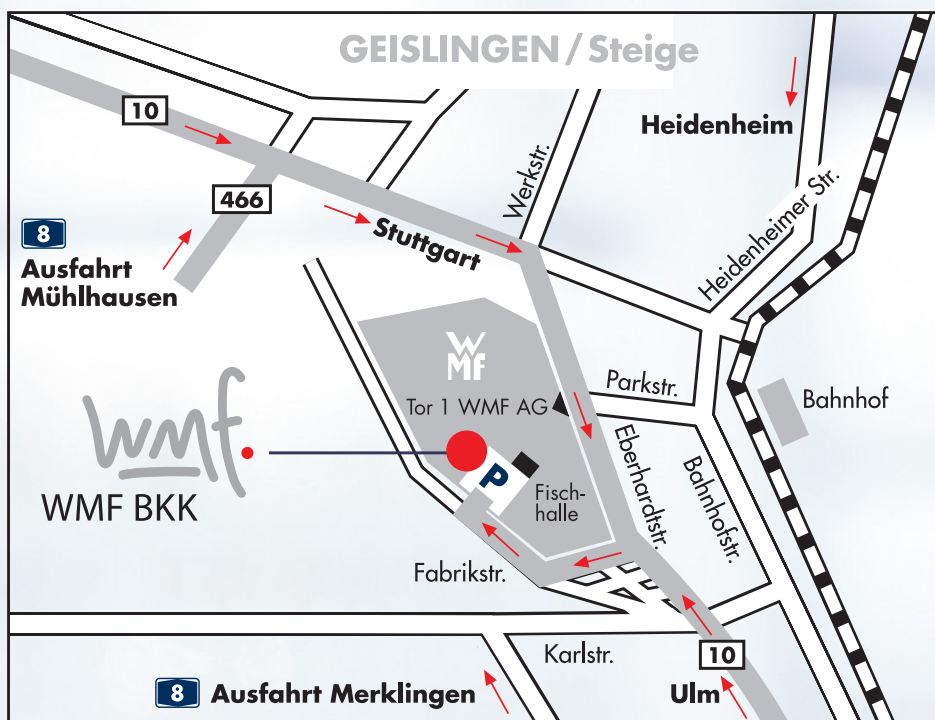 GEISLINGEN / Steige
10
Heidenheim
Werkstr.
466
Heidenheimer Str.
8
Stuttgart
Ausfahrt
Mühlhausen
WMF
Parkstr.
Bahnhof
Tor 1 WMF AG
wmf.
Eberhardtstr.
Bahnhofstr.
P
WMF BKK
Fisch-
halle
Fabrikstr.
Karlstr.
10
8 Ausfahrt Merklingen
Ulm